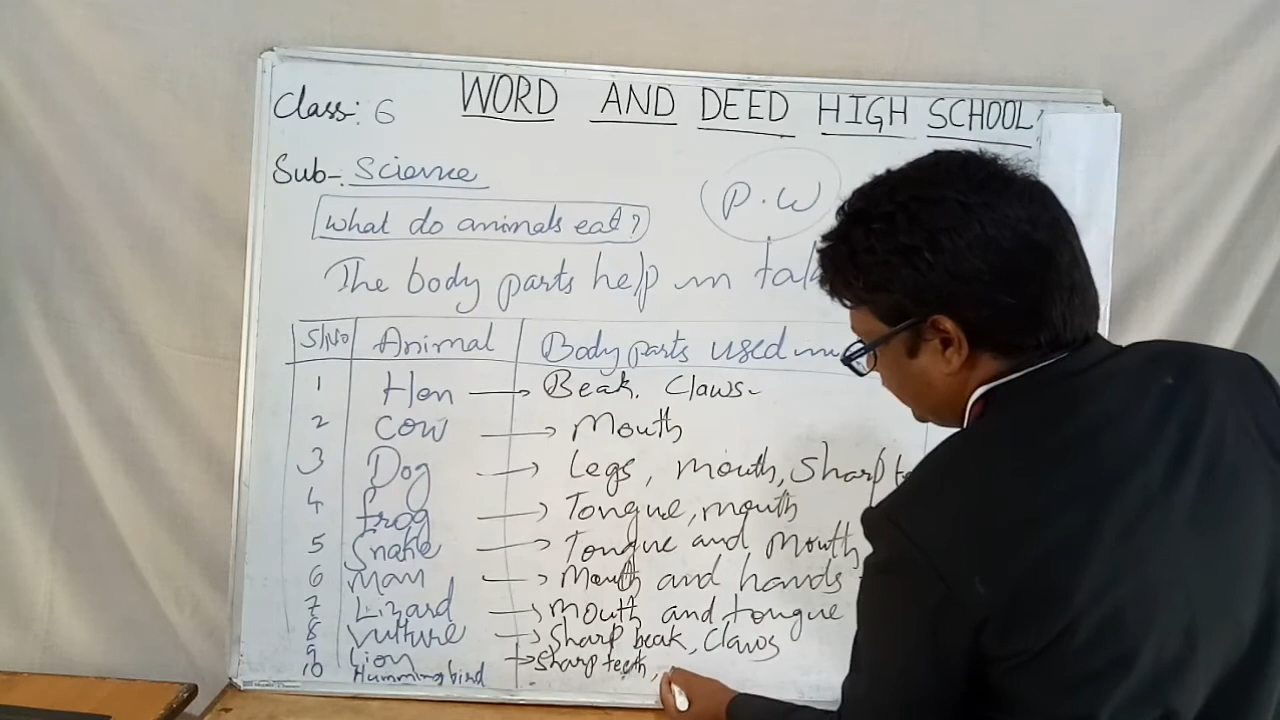 Class: 6
WORD AND DEED HIGH SCHOOL
Sub-. Science
What do animals eat?
P.W
The body parts help in
Sl.No Animal Body parts used in
1 Hen → Beak. Claws.
2 Cow → Mouth
3 Dog → Legs, Mouth, Sharp
4 frog → Tongue, mouth
5 Snake → Tongue and Mouth
6 Man → Mouth and hands
7 Lizard → Mouth and tongue
8 Vulture → Sharp beak, Claws
9 Lion → Sharp teeth,
10 Hummingbird